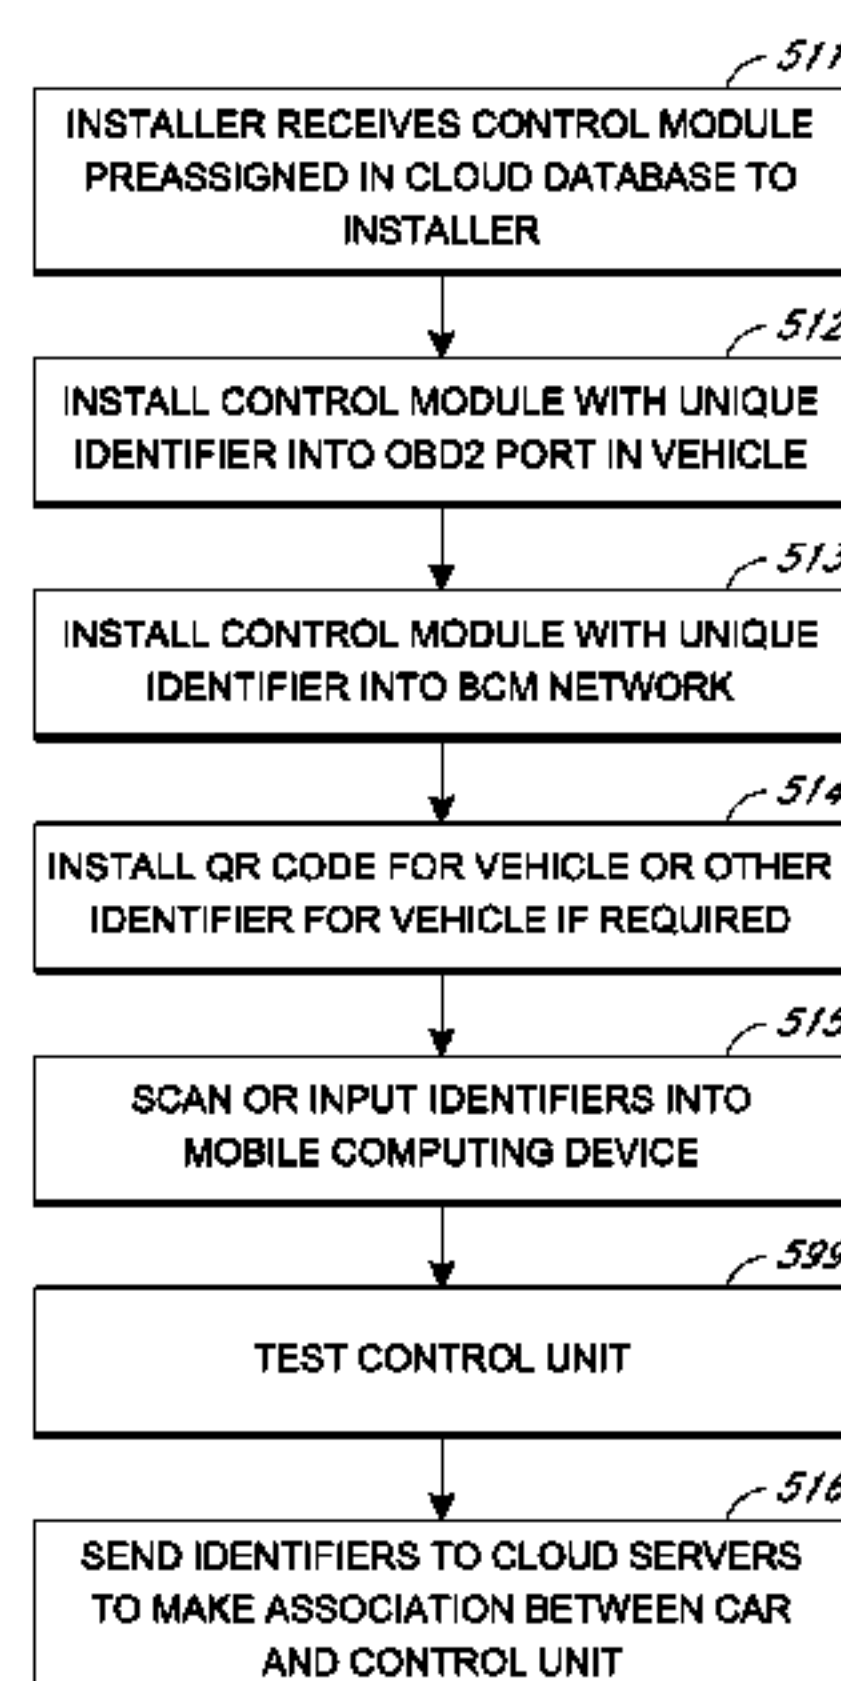 511
INSTALLER RECEIVES CONTROL MODULE
PREASSIGNED IN CLOUD DATABASE TO
INSTALLER
512
INSTALL CONTROL MODULE WITH UNIQUE
IDENTIFIER INTO OBD2 PORT IN VEHICLE
513
INSTALL CONTROL MODULE WITH UNIQUE
IDENTIFIER INTO BCM NETWORK
514
INSTALL QR CODE FOR VEHICLE OR OTHER
IDENTIFIER FOR VEHICLE IF REQUIRED
515
SCAN OR INPUT IDENTIFIERS INTO
MOBILE COMPUTING DEVICE
599
TEST CONTROL UNIT
516
SEND IDENTIFIERS TO CLOUD SERVERS
TO MAKE ASSOCIATION BETWEEN CAR
AND CONTROL UNIT